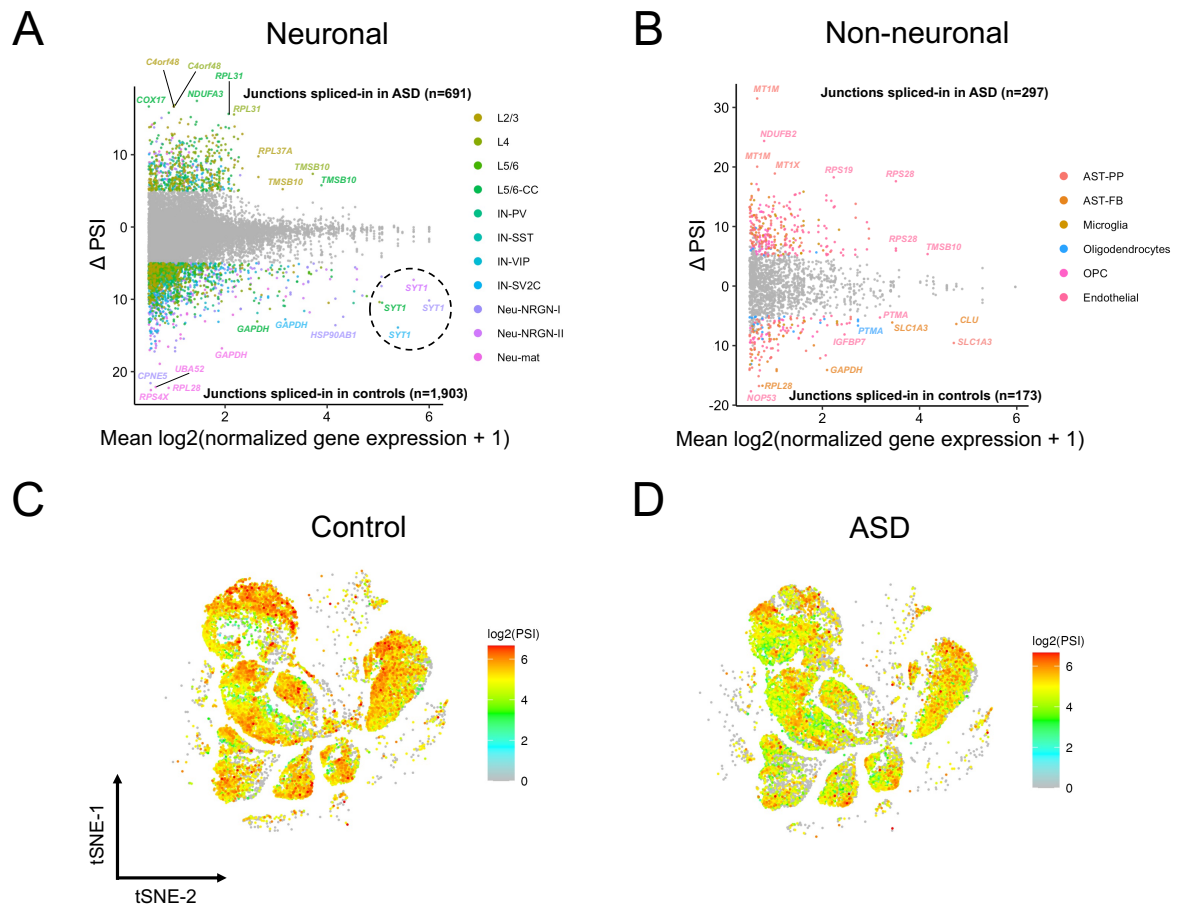 A
Neuronal
C4orf48
C4orf48
RPL31
Junctions spliced-in in ASD (n=691)
COX17
NDUFA3
RPL31
RPL37A
TMSB10
TMSB10
TMSB10
10
0
10
20
Δ PSI
SYT1
SYT1
SYT1
SYT1
GAPDH
GAPDH
HSP90AB1
GAPDH
UBA52
CPNE5
RPL28
RPS4X
Junctions spliced-in in controls (n=1,903)
2
4
6
Mean log2(normalized gene expression + 1)
L2/3
L4
L5/6
L5/6-CC
IN-PV
IN-SST
IN-VIP
IN-SV2C
Neu-NRGN-I
Neu-NRGN-II
Neu-mat
B
Non-neuronal
MT1M
Junctions spliced-in in ASD (n=297)
NDUFB2
MT1M
MT1X
RPS19
RPS28
RPS28
TMSB10
30
20
10
0
10
-20
Δ PSI
PTMA
PTMA
SLC1A3
CLU
IGFBP7
SLC1A3
GAPDH
RPL28
NOP53
Junctions spliced-in in controls (n=173)
2
4
6
Mean log2(normalized gene expression + 1)
AST-PP
AST-FB
Microglia
Oligodendrocytes
OPC
Endothelial
C
Control
log2(PSI)
6
4
2
0
tSNE-1
tSNE-2
D
ASD
log2(PSI)
6
4
2
0